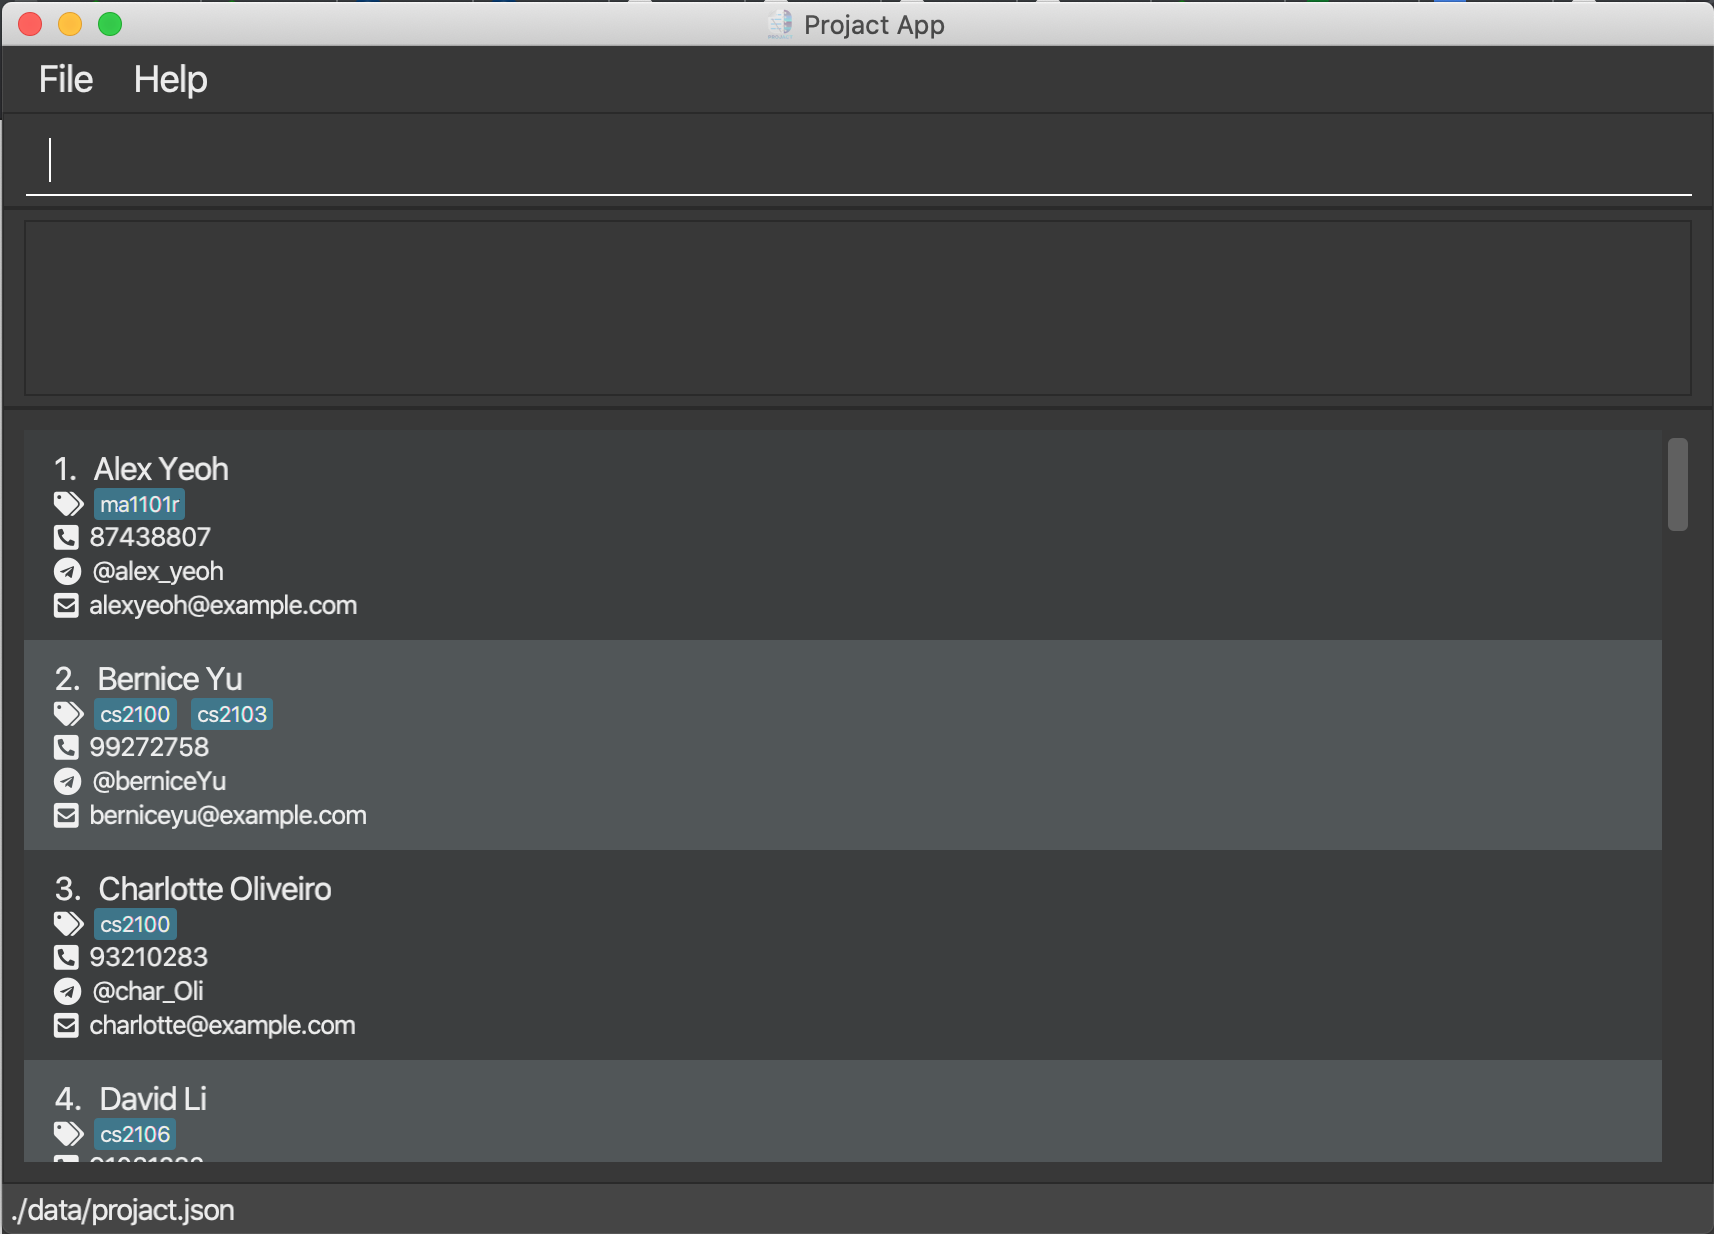 Projact App
File Help
1. Alex Yeoh
ma1101r
87438807
@alex_yeoh
alexyeoh@example.com
2. Bernice Yu
cs2100 cs2103
99272758
@berniceYu
berniceyu@example.com
3. Charlotte Oliveiro
cs2100
93210283
@char_Oli
charlotte@example.com
4. David Li
cs2106
./data/projact.json